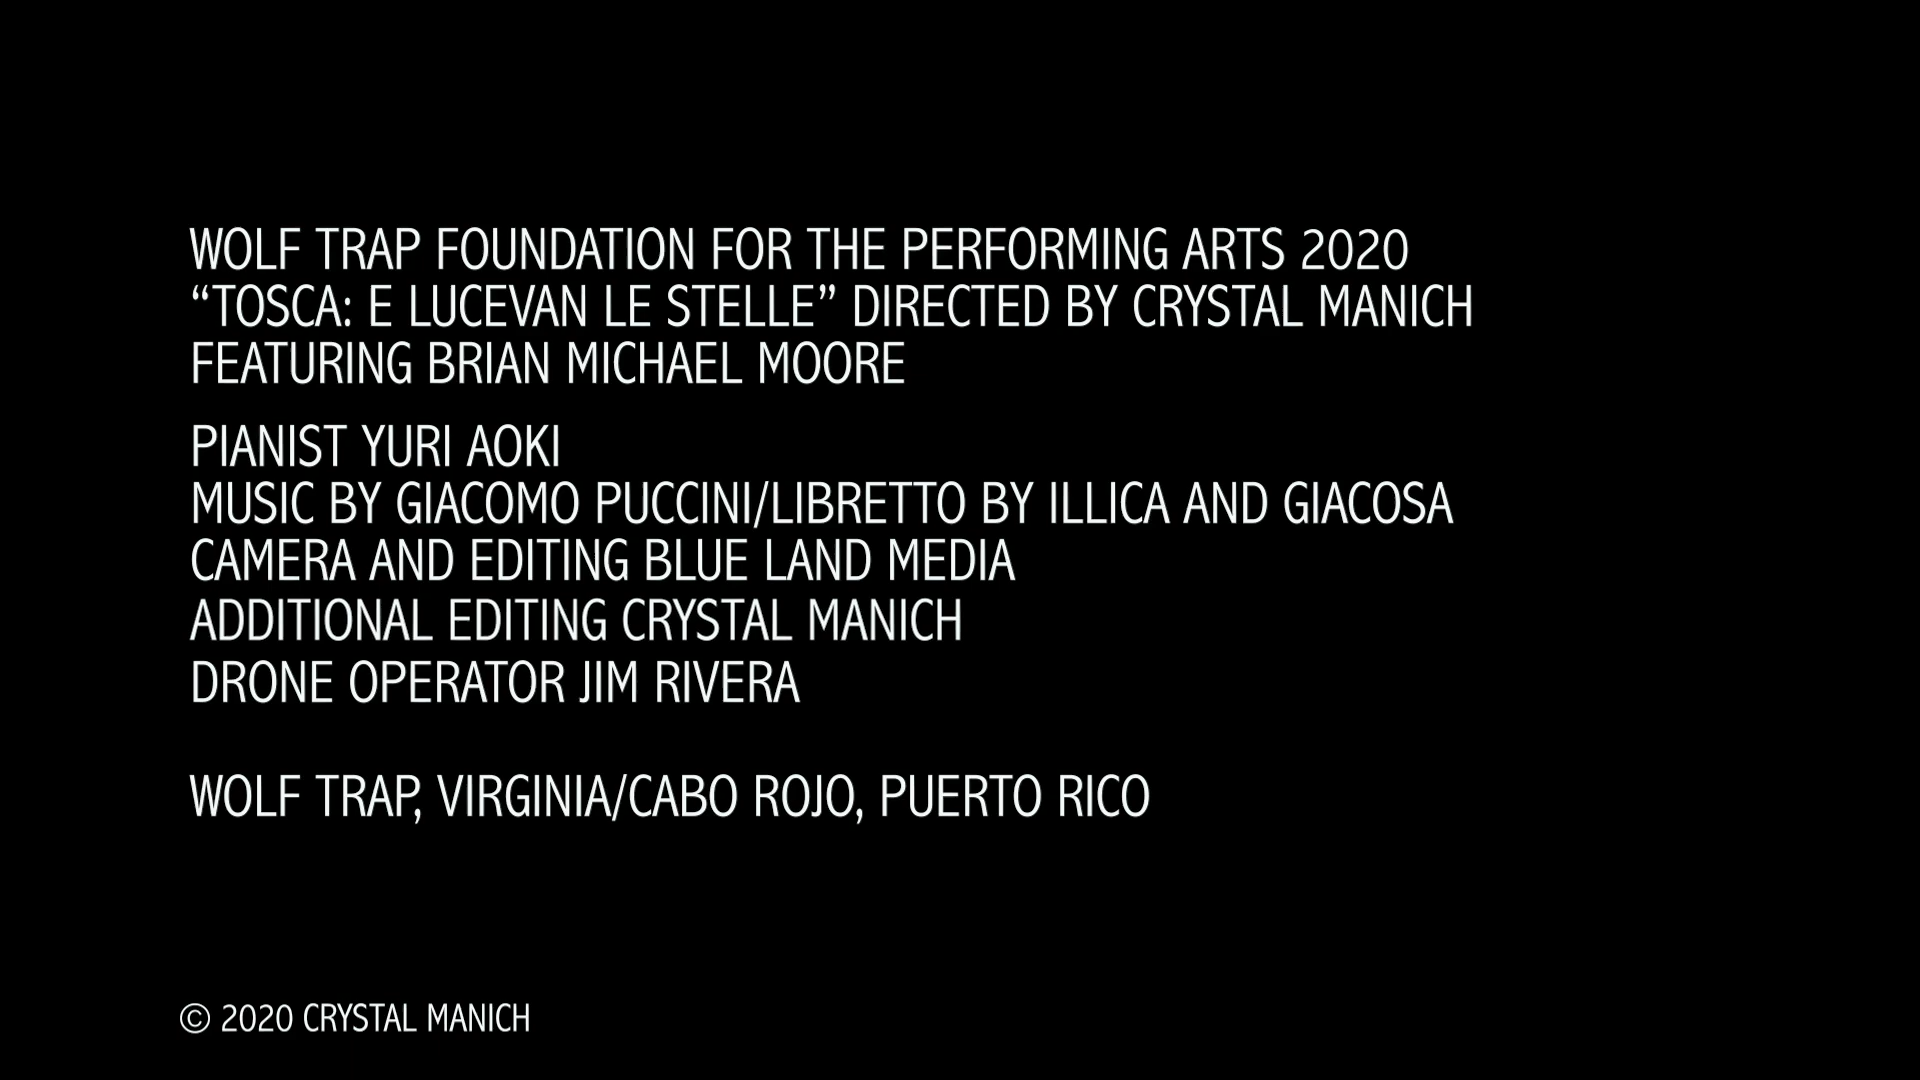 WOLF TRAP FOUNDATION FOR THE PERFORMING ARTS 2020
“TOSCA: E LUCEVAN LE STELLE” DIRECTED BY CRYSTAL MANICH
FEATURING BRIAN MICHAEL MOORE
PIANIST YURI AOKI
MUSIC BY GIACOMO PUCCINI/LIBRETTO BY ILLICA AND GIACOSA
CAMERA AND EDITING BLUE LAND MEDIA
ADDITIONAL EDITING CRYSTAL MANICH
DRONE OPERATOR JIM RIVERA
WOLF TRAP, VIRGINIA/CABO ROJO, PUERTO RICO
© 2020 CRYSTAL MANICH